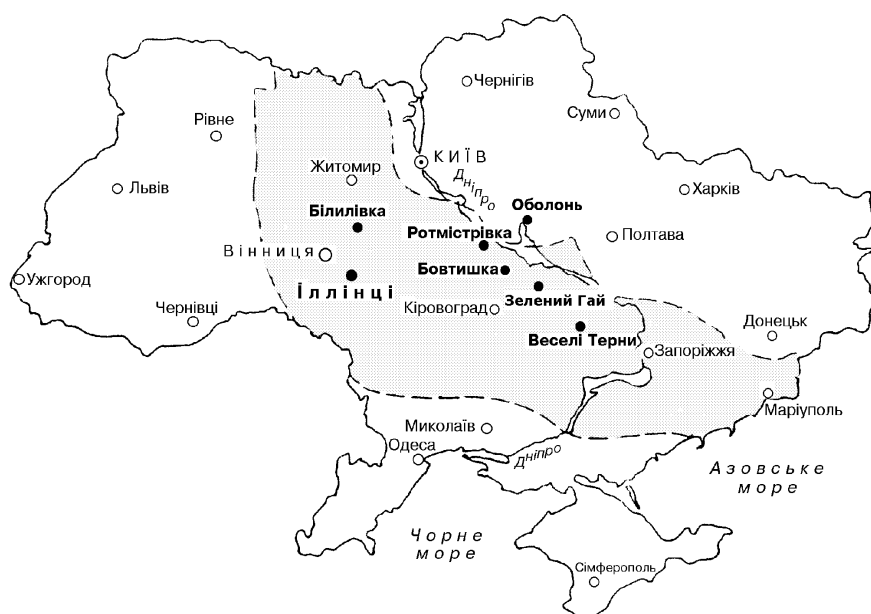 Чернігів
Суми
Рівне
КИЇВ
Житомир
Дніпро
Львів
Харків
Білилівка
Оболонь
Полтава
Ротмістрівка
Вінниця
Бовтишка
Ужгород
Іллінці
Зелений Гай
Кіровоград
Чернівці
Донецьк
Веселі Терни
Запоріжжя
Маріуполь
Миколаїв
Одеса
Дніпро
Азовське
море
Чорне
море
Сімферополь